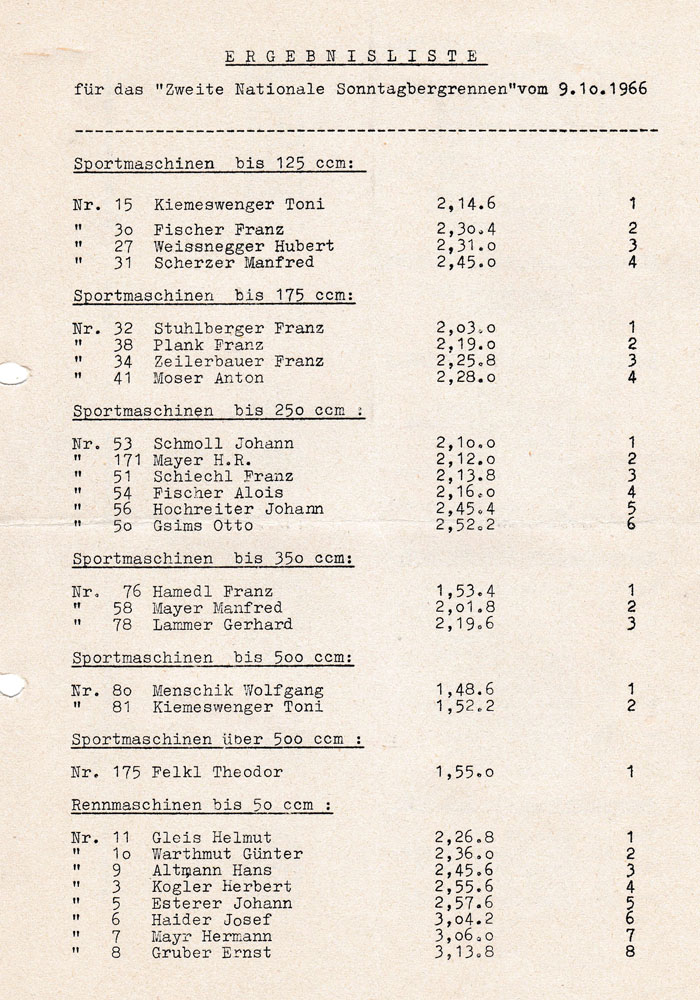 ERGEBNISLISTE
für das "Zweite Nationale Sonntagbergrennen"vom 9.1o.1966
Sportmaschinen bis 125 ccm:
Nr. 15 Kiemeswenger Toni 2,14.6 1
" 3o Fischer Franz 2,3o.4 2
" 27 Weissnegger Hubert 2,31.o 3
" 31 Scherzer Manfred 2,45.o 4
Sportmaschinen bis 175 ccm:
Nr. 32 Stuhlberger Franz 2,o3.o 1
" 38 Plank Franz 2,19.o 2
" 34 Zeilerbauer Franz 2,25.8 3
" 41 Moser Anton 2,28.o 4
Sportmaschinen bis 25o ccm :
Nr. 53 Schmoll Johann 2,1o.o 1
" 171 Mayer H.R. 2,12.o 2
" 51 Schiechl Franz 2,13.8 3
" 54 Fischer Alois 2,16.o 4
" 56 Hochreiter Johann 2,45.4 5
" 5o Gsims Otto 2,52.2 6
Sportmaschinen bis 35o ccm:
Nr. 76 Hamedl Franz 1,53.4 1
" 58 Mayer Manfred 2,o1.8 2
" 78 Lammer Gerhard 2,19.6 3
Sportmaschinen bis 5oo ccm:
Nr. 8o Menschik Wolfgang 1,48.6 1
" 81 Kiemeswenger Toni 1,52.2 2
Sportmaschinen über 5oo ccm :
Nr. 175 Felkl Theodor 1,55.o 1
Rennmaschinen bis 5o ccm :
Nr. 11 Gleis Helmut 2,26.8 1
" 1o Warthmut Günter 2,36.o 2
" 9 Altmann Hans 2,45.6 3
" 3 Kogler Herbert 2,55.6 4
" 5 Esterer Johann 2,57.6 5
" 6 Haider Josef 3,o4.2 6
" 7 Mayr Hermann 3,o6.o 7
" 8 Gruber Ernst 3,13.8 8